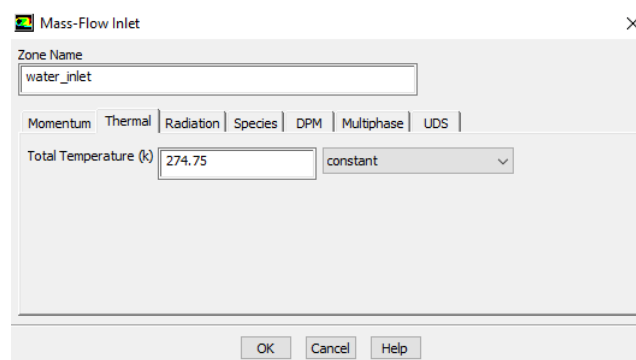 Mass-Flow Inlet
Zone Name
water_inlet
Momentum Thermal Radiation Species DPM Multiphase UDS
Total Temperature (k) 274.75 constant
OK Cancel Help